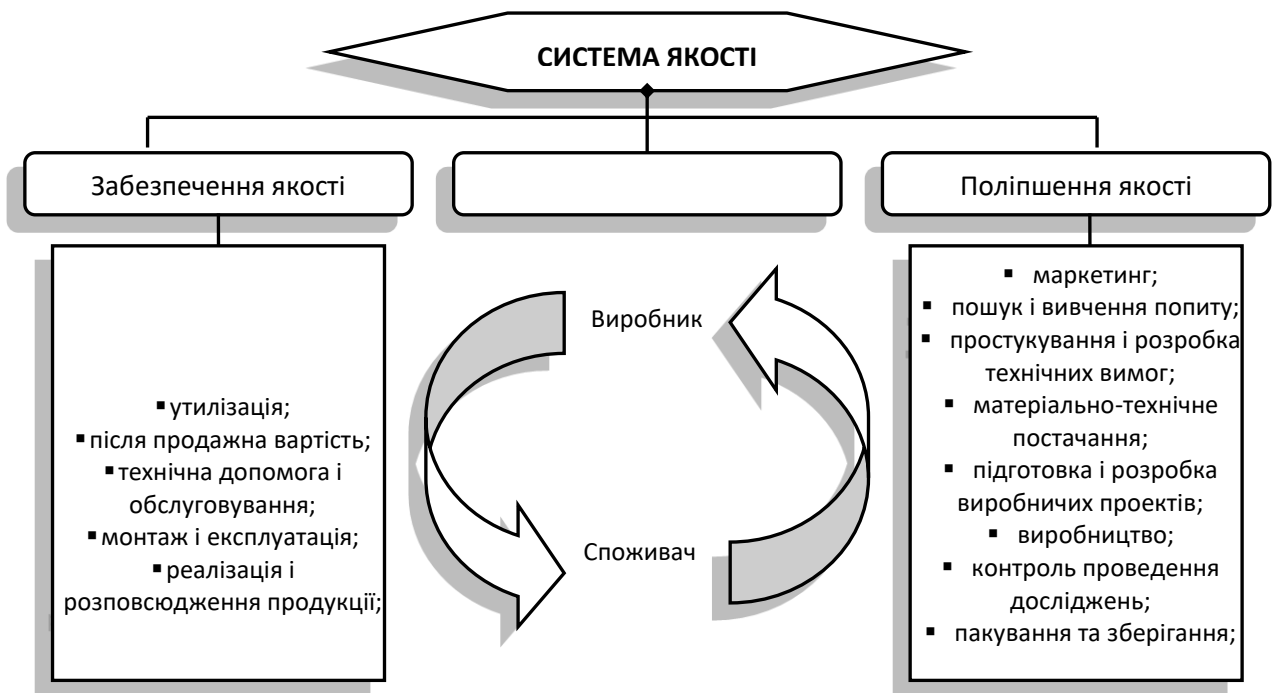 СИСТЕМА ЯКОСТІ
Забезпечення якості
Поліпшення якості
▪утилізація;
▪після продажна вартість;
▪технічна допомога і
обслуговування;
▪монтаж і експлуатація;
▪реалізація і
розповсюдження продукції;
Виробник
Споживач
▪ маркетинг;
▪ пошук і вивчення попиту;
▪ простукування і розробка
технічних вимог;
▪ матеріально-технічне
постачання;
▪ підготовка і розробка
виробничих проектів;
▪ виробництво;
▪ контроль проведення
досліджень;
▪ пакування та зберігання;